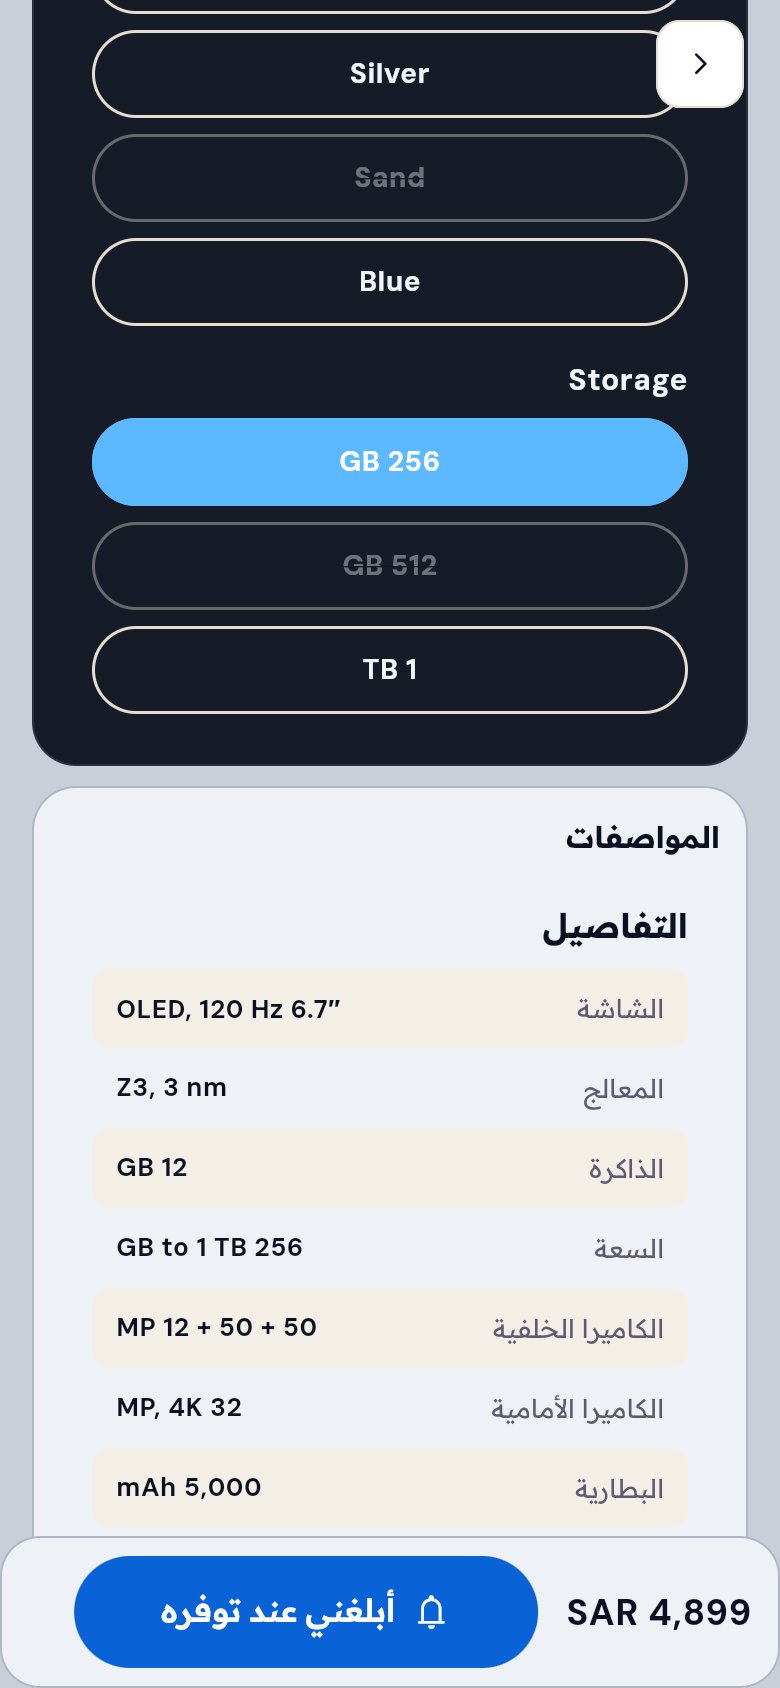 Silver
Sand
Blue
Storage
GB 256
GB 512
TB 1
المواصفات
التفاصيل
الشاشة OLED, 120 Hz 6.7″
المعالج Z3, 3 nm
الذاكرة GB 12
السعة GB to 1 TB 256
الكاميرا الخلفية MP 12 + 50 + 50
الكاميرا الأمامية MP, 4K 32
البطارية mAh 5,000
SAR 4,899 أبلغني عند توفره